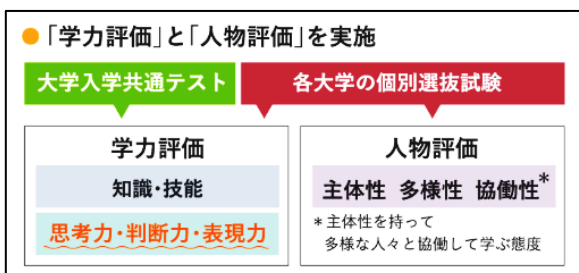 ●「学力評価」と「人物評価」を実施
大学入学共通テスト
各大学の個別選抜試験
学力評価
知識・技能
思考力・判断力・表現力
人物評価
主体性 多様性 協働性*
*主体性を持って
多様な人々と協働して学ぶ態度